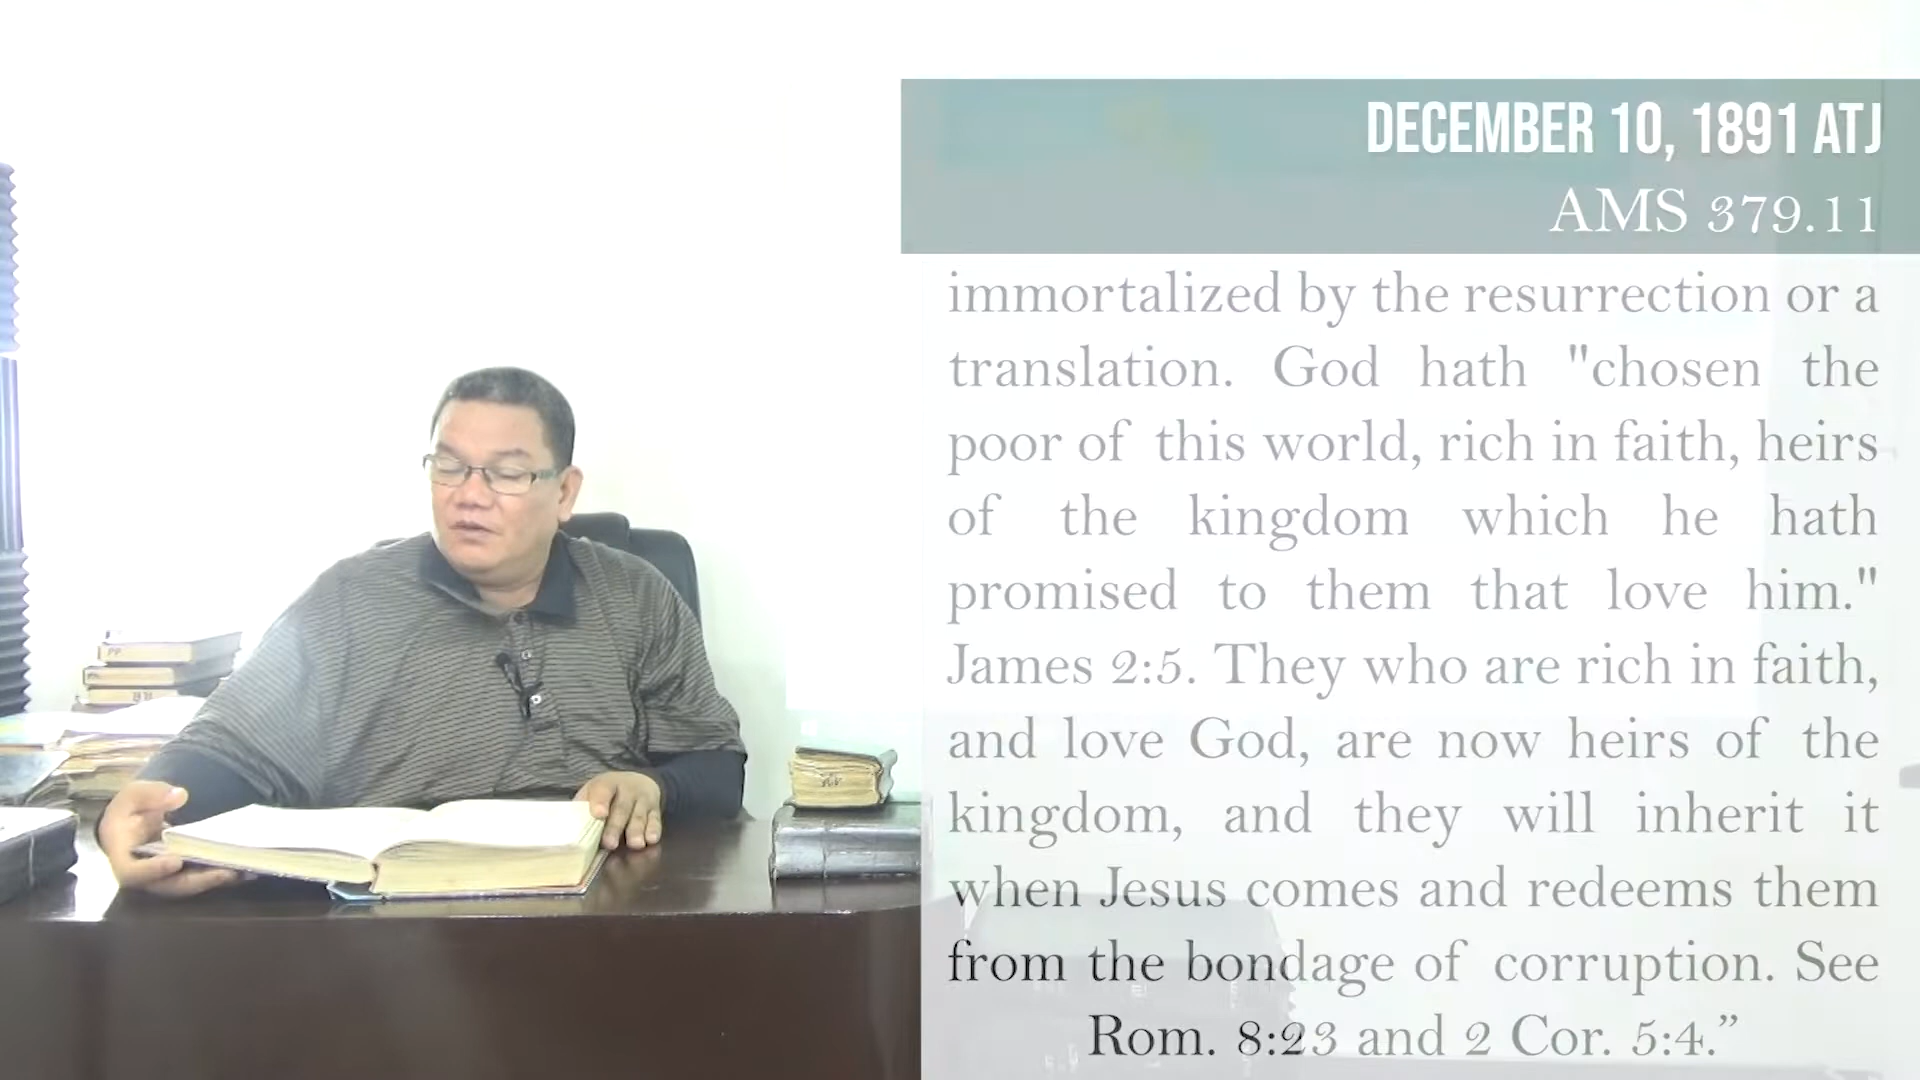 DECEMBER 10, 1891 ATJ
AMS 379.11
immortalized by the resurrection or a
translation. God hath "chosen the
poor of this world, rich in faith, heirs
of the kingdom which he hath
promised to them that love him."
James 2:5. They who are rich in faith,
and love God, are now heirs of the
kingdom, and they will inherit it
when Jesus comes and redeems them
from the bondage of corruption. See
Rom. 8:23 and 2 Cor. 5:4.”
PP